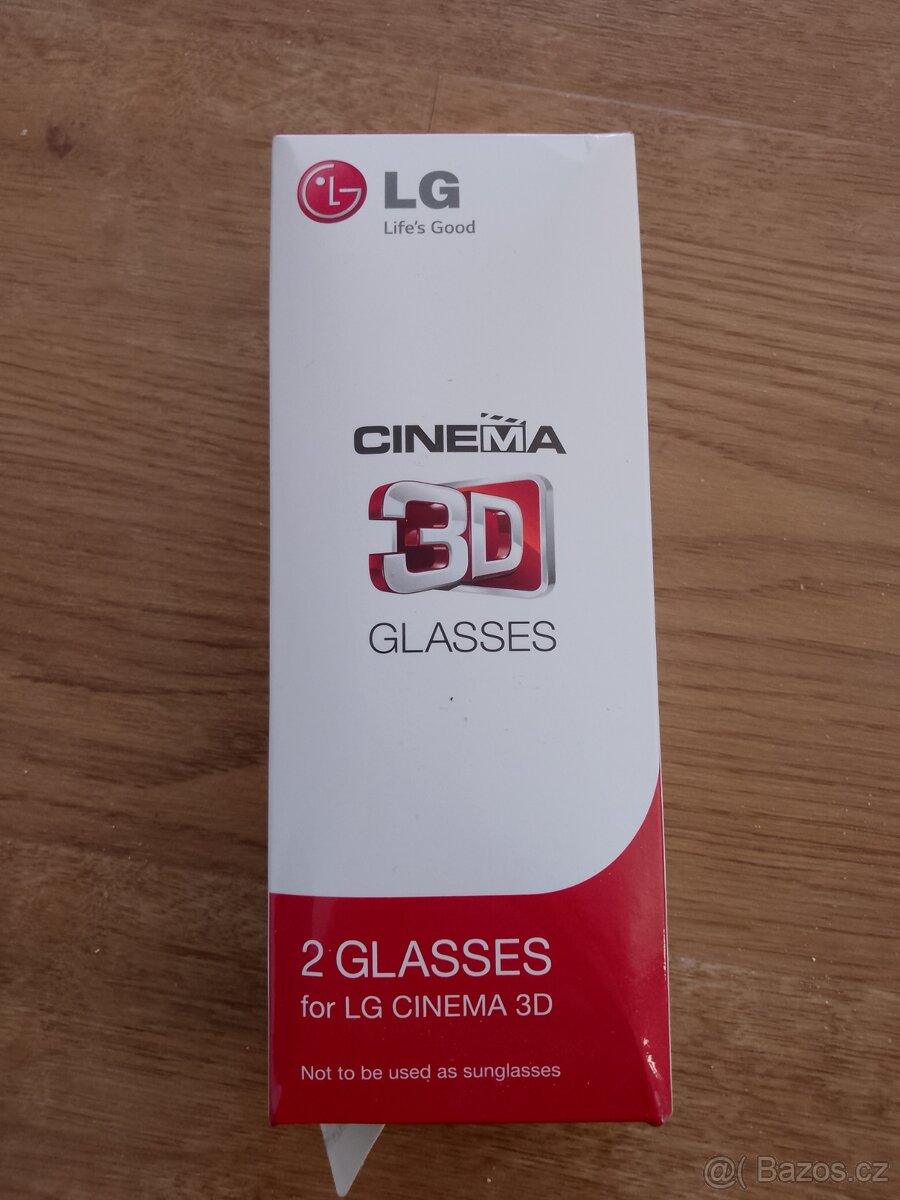 LG
LG
Life's Good
CINEMA
3D
GLASSES
2 GLASSES
for LG CINEMA 3D
Not to be used as sunglasses
@( Bazos.cz